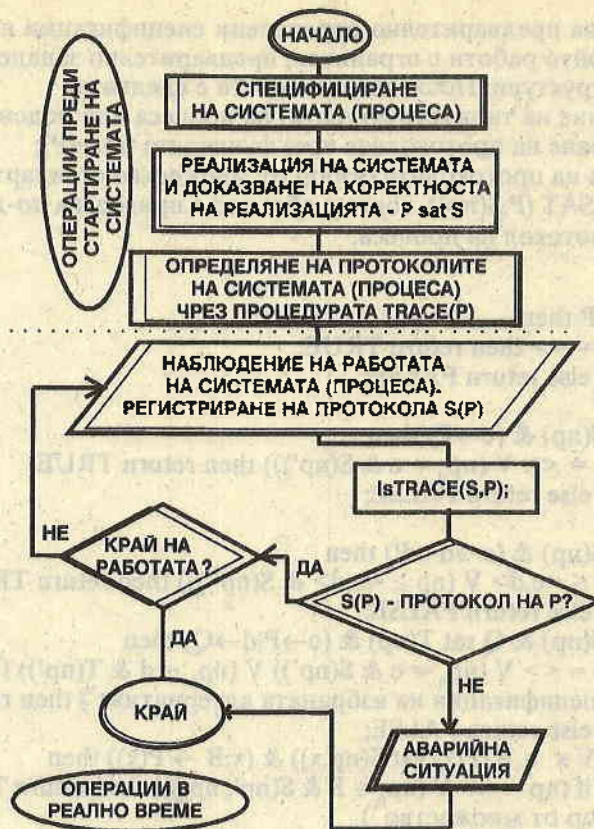 НАЧАЛО
ОПЕРАЦИИ ПРЕДИ
СТАРТИРАНЕ НА
СИСТЕМАТА
СПЕЦИФИЦИРАНЕ
НА СИСТЕМАТА (ПРОЦЕСА)
РЕАЛИЗАЦИЯ НА СИСТЕМАТА
И ДОКАЗВАНЕ НА КОРЕКТНОСТА
НА РЕАЛИЗАЦИЯТА - P sat S
ОПРЕДЕЛЯНЕ НА ПРОТОКОЛИТЕ
НА СИСТЕМАТА (ПРОЦЕСА)
ЧРЕЗ ПРОЦЕДУРАТА TRACE(P)
НАБЛЮДЕНИЕ НА РАБОТАТА
НА СИСТЕМАТА (ПРОЦЕСА).
РЕГИСТРИРАНЕ НА ПРОТОКОЛА S(P)
IsTRACE(S,P);
НЕ
КРАЙ НА
РАБОТАТА?
ДА
S(P) - ПРОТОКОЛ НА P?
ДА
НЕ
КРАЙ
АВАРИЙНА
СИТУАЦИЯ
ОПЕРАЦИИ В
РЕАЛНО ВРЕМЕ